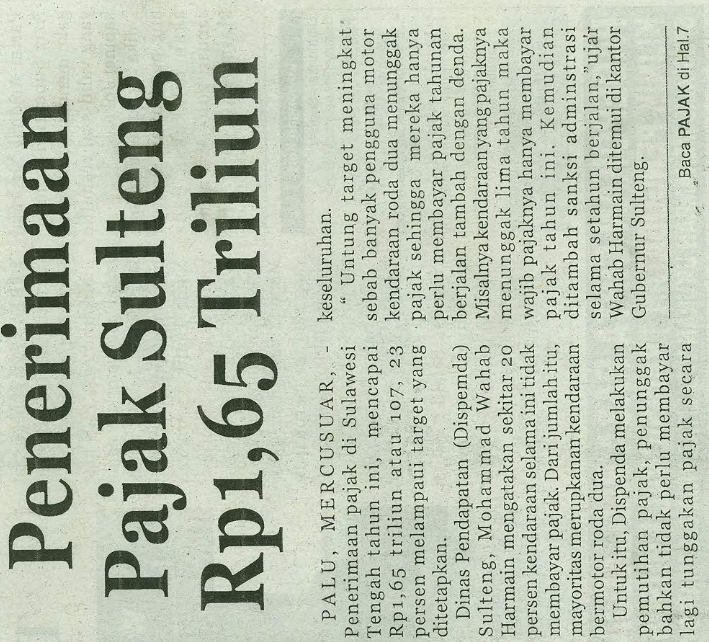 Penerimaan
Pajak Sulteng
Rp1,65 Triliun
PALU, MERCUSUAR, -
Penerimaan pajak di Sulawesi
Tengah tahun ini, mencapai
Rp1,65 triliun atau 107, 23
persen melampaui target yang
ditetapkan.
Dinas Pendapatan (Dispemda)
Sulteng, Mohammad Wahab
Harmain mengatakan sekitar 20
persen kendaraan selama ini tidak
membayar pajak. Dari jumlah itu,
mayoritas merupkanan kendaraan
permotor roda dua.
Untuk itu, Dispenda melakukan
pemutihan pajak, penunggak
bahkan tidak perlu membayar
lagi tunggakan pajak secara
keseluruhan.
“ Untung target meningkat
sebab banyak pengguna motor
kendaraan roda dua menunggak
pajak sehingga mereka hanya
perlu membayar pajak tahunan
berjalan tambah dengan denda.
Misalnya kendaraan yang pajaknya
menunggak lima tahun maka
wajib pajaknya hanya membayar
pajak tahun ini. Kemudian
ditambah sanksi adminstrasi
selama setahun berjalan,”ujar
Wahab Harmain ditemui di kantor
Gubernur Sulteng.
Baca PAJAK di Hal.7